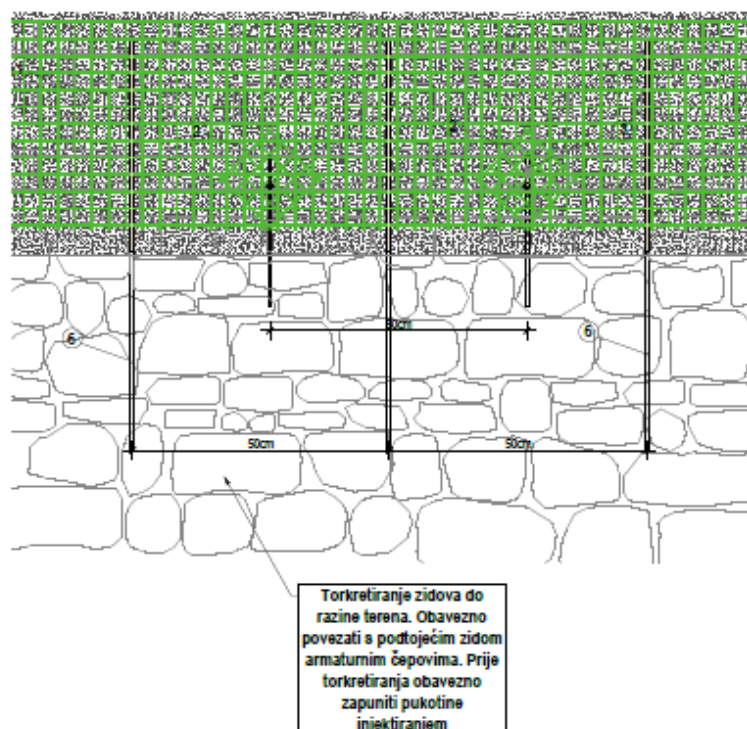 6
50cm
6
50cm
50cm
Torkretiranje zidova do
razine terena. Obavezno
povezati s podtoječim zidom
armaturnim čepovima. Prije
torkretiranja obavezno
zapuniti pukotine
injektiranjem